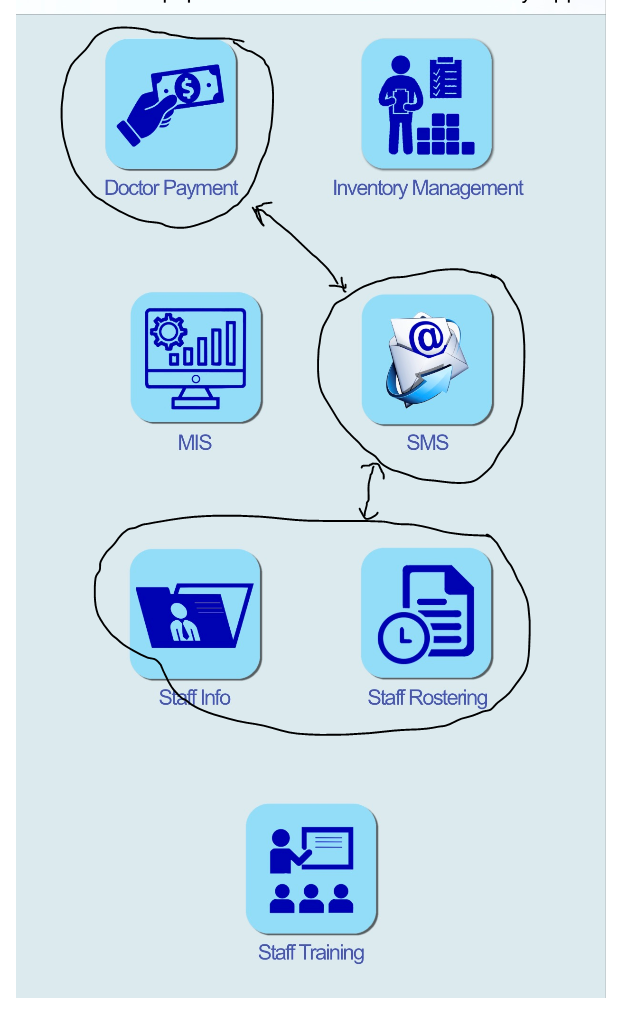 Doctor Payment
Inventory Management
MIS
SMS
Staff Info
Staff Rostering
Staff Training